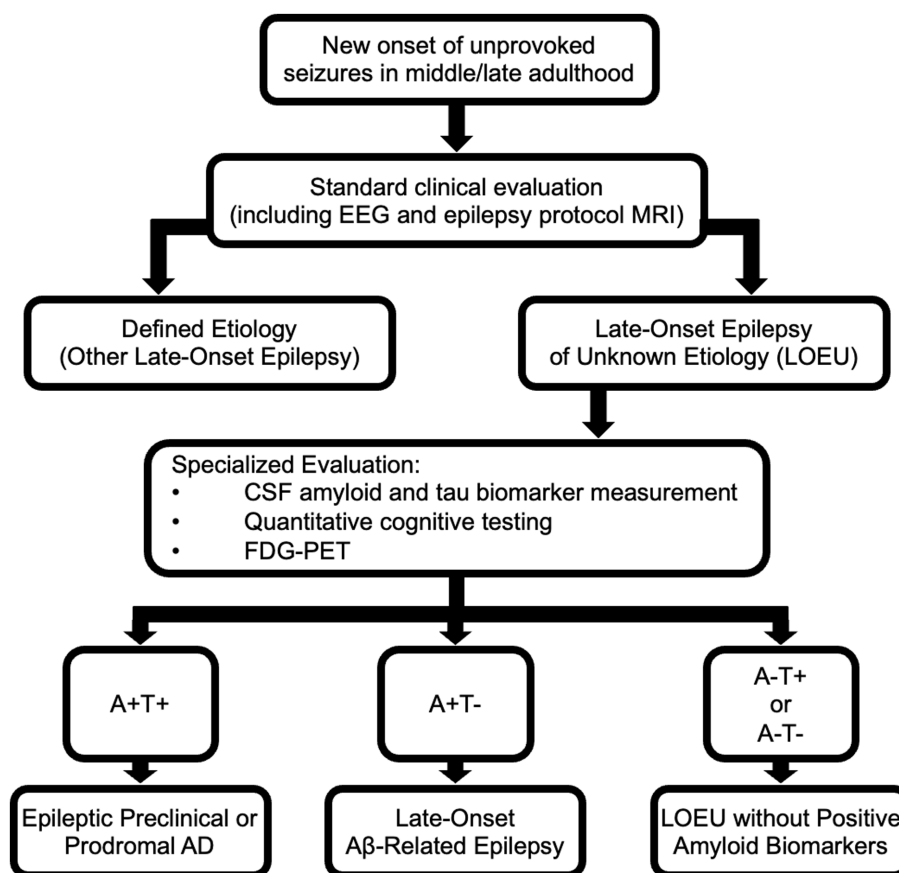 New onset of unprovoked
seizures in middle/late adulthood
Standard clinical evaluation
(including EEG and epilepsy protocol MRI)
Defined Etiology
(Other Late-Onset Epilepsy)
Late-Onset Epilepsy
of Unknown Etiology (LOEU)
Specialized Evaluation:
• CSF amyloid and tau biomarker measurement
• Quantitative cognitive testing
• FDG-PET
A+T+
A+T-
A-T+
or
A-T-
Epileptic Preclinical or
Prodromal AD
Late-Onset
Aβ-Related Epilepsy
LOEU without Positive
Amyloid Biomarkers